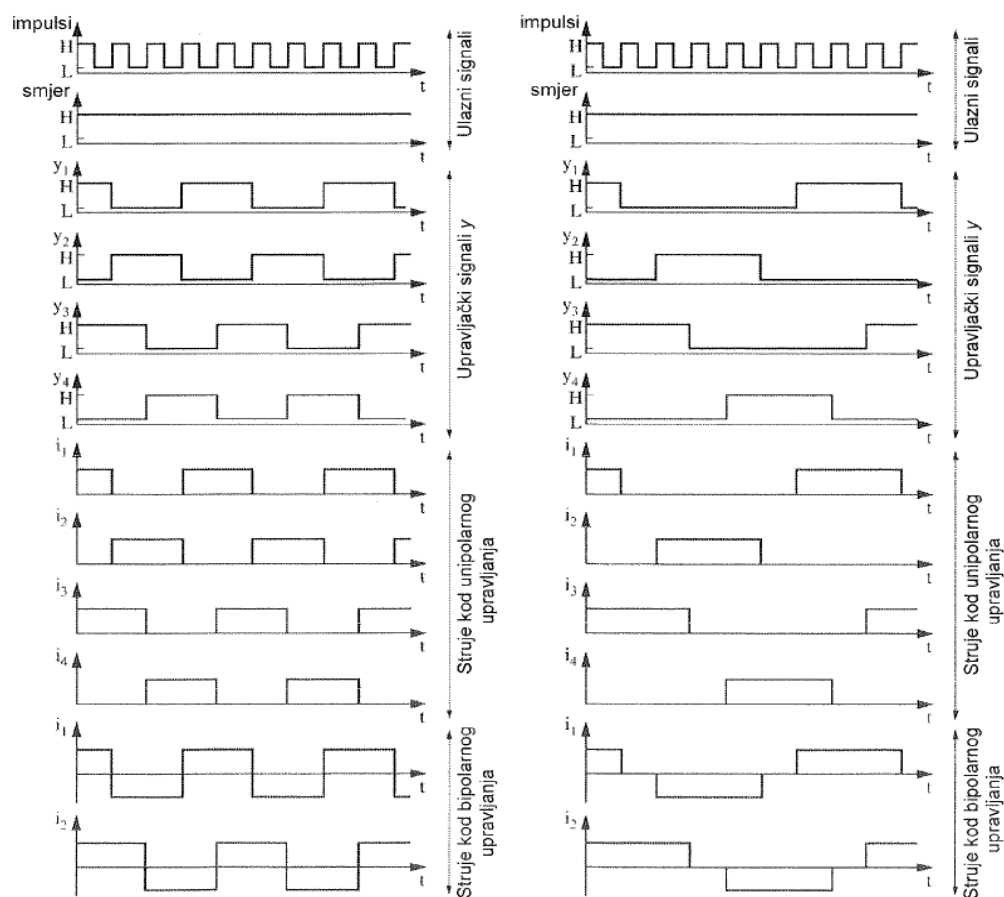 impulsi
H
L
t
smjer
H
L
t
Ulazni signali
y1
H
L
t
y2
H
L
t
y3
H
L
t
y4
H
L
t
Upravljački signali y
i1
t
i2
t
i3
t
i4
t
Struje kod unipolarnog
upravljanja
i1
t
i2
t
Struje kod bipolarnog
upravljanja
impulsi
H
L
t
smjer
H
L
t
Ulazni signali
y1
H
L
t
y2
H
L
t
y3
H
L
t
y4
H
L
t
Upravljački signali y
i1
t
i2
t
i3
t
i4
t
Struje kod unipolarnog
upravljanja
i1
t
i2
t
Struje kod bipolarnog
upravljanja